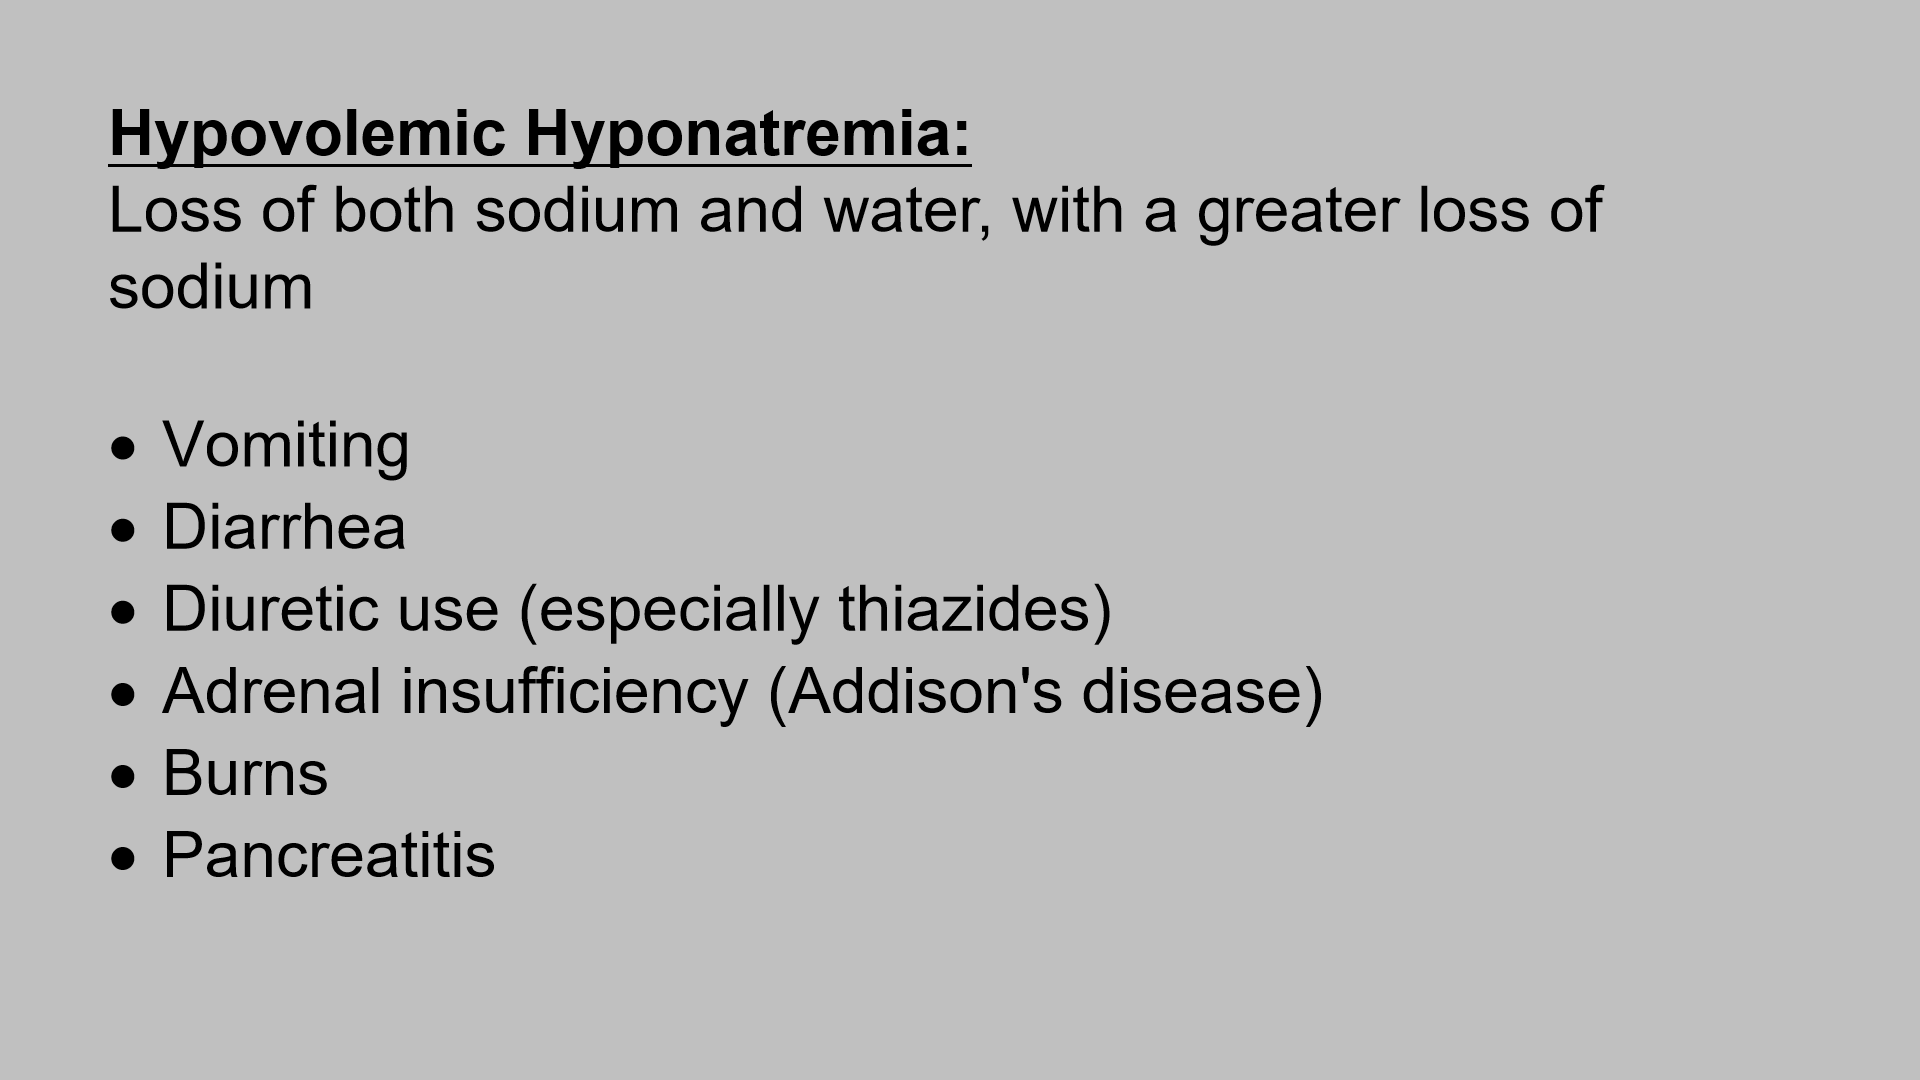 Hypovolemic Hyponatremia:
Loss of both sodium and water, with a greater loss of
sodium
• Vomiting
• Diarrhea
• Diuretic use (especially thiazides)
• Adrenal insufficiency (Addison's disease)
• Burns
• Pancreatitis